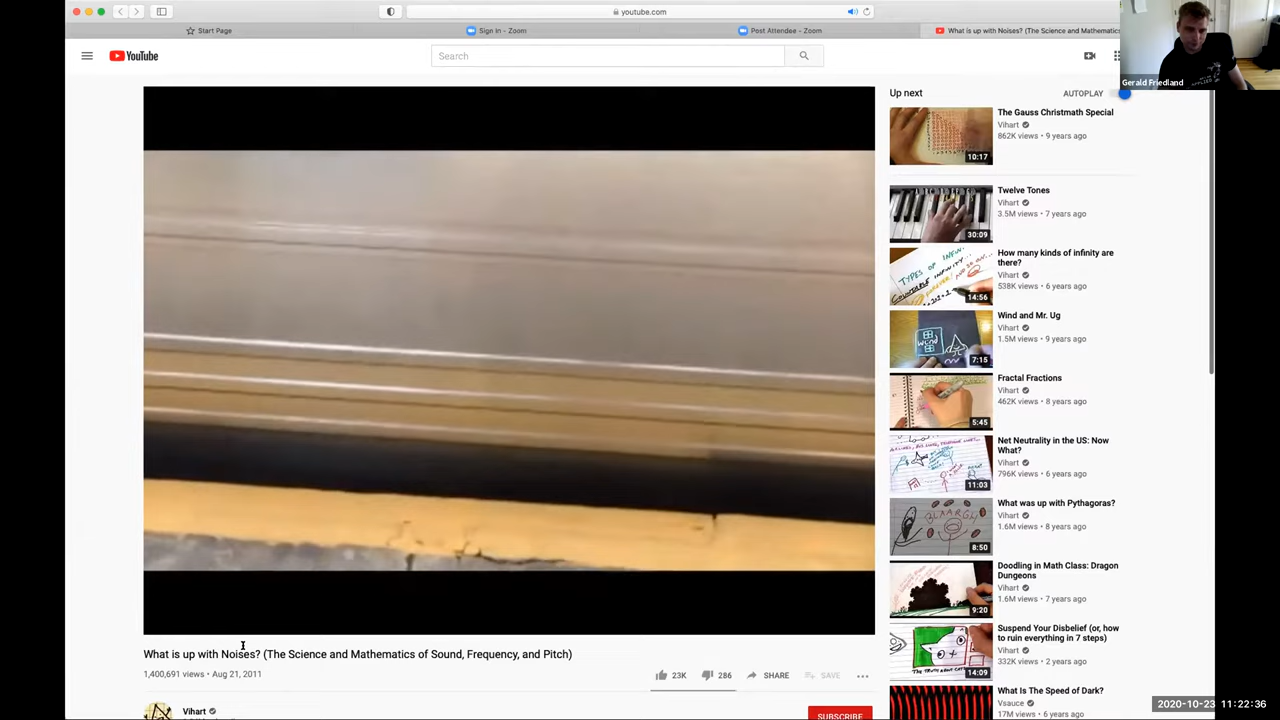 youtube.com
Start Page
Sign In - Zoom
Post Attendee - Zoom
What is up with Noises? (The Science and Mathematics
YouTube
Search
Gerald Friedland
Up next
AUTOPLAY
The Gauss Christmath Special
Vihart
862K views • 9 years ago
10:17
Twelve Tones
Vihart
3.5M views • 7 years ago
30:09
How many kinds of infinity are
there?
Vihart
538K views • 6 years ago
14:56
Wind and Mr. Ug
Vihart
1.5M views • 9 years ago
7:15
Fractal Fractions
Vihart
462K views • 8 years ago
5:45
Net Neutrality in the US: Now
What?
Vihart
796K views • 6 years ago
11:03
What was up with Pythagoras?
Vihart
1.6M views • 8 years ago
8:50
Doodling in Math Class: Dragon
Dungeons
Vihart
1.6M views • 7 years ago
9:20
Suspend Your Disbelief (or, how
to ruin everything in 7 steps)
Vihart
332K views • 2 years ago
14:09
What Is The Speed of Dark?
Vsauce
17M views • 6 years ago
What is up with Noises? (The Science and Mathematics of Sound, Frequency, and Pitch)
1,400,691 views • Aug 21, 2011
23K
286
SHARE
SAVE
Vihart
SUBSCRIBE
2020-10-23 11:22:36